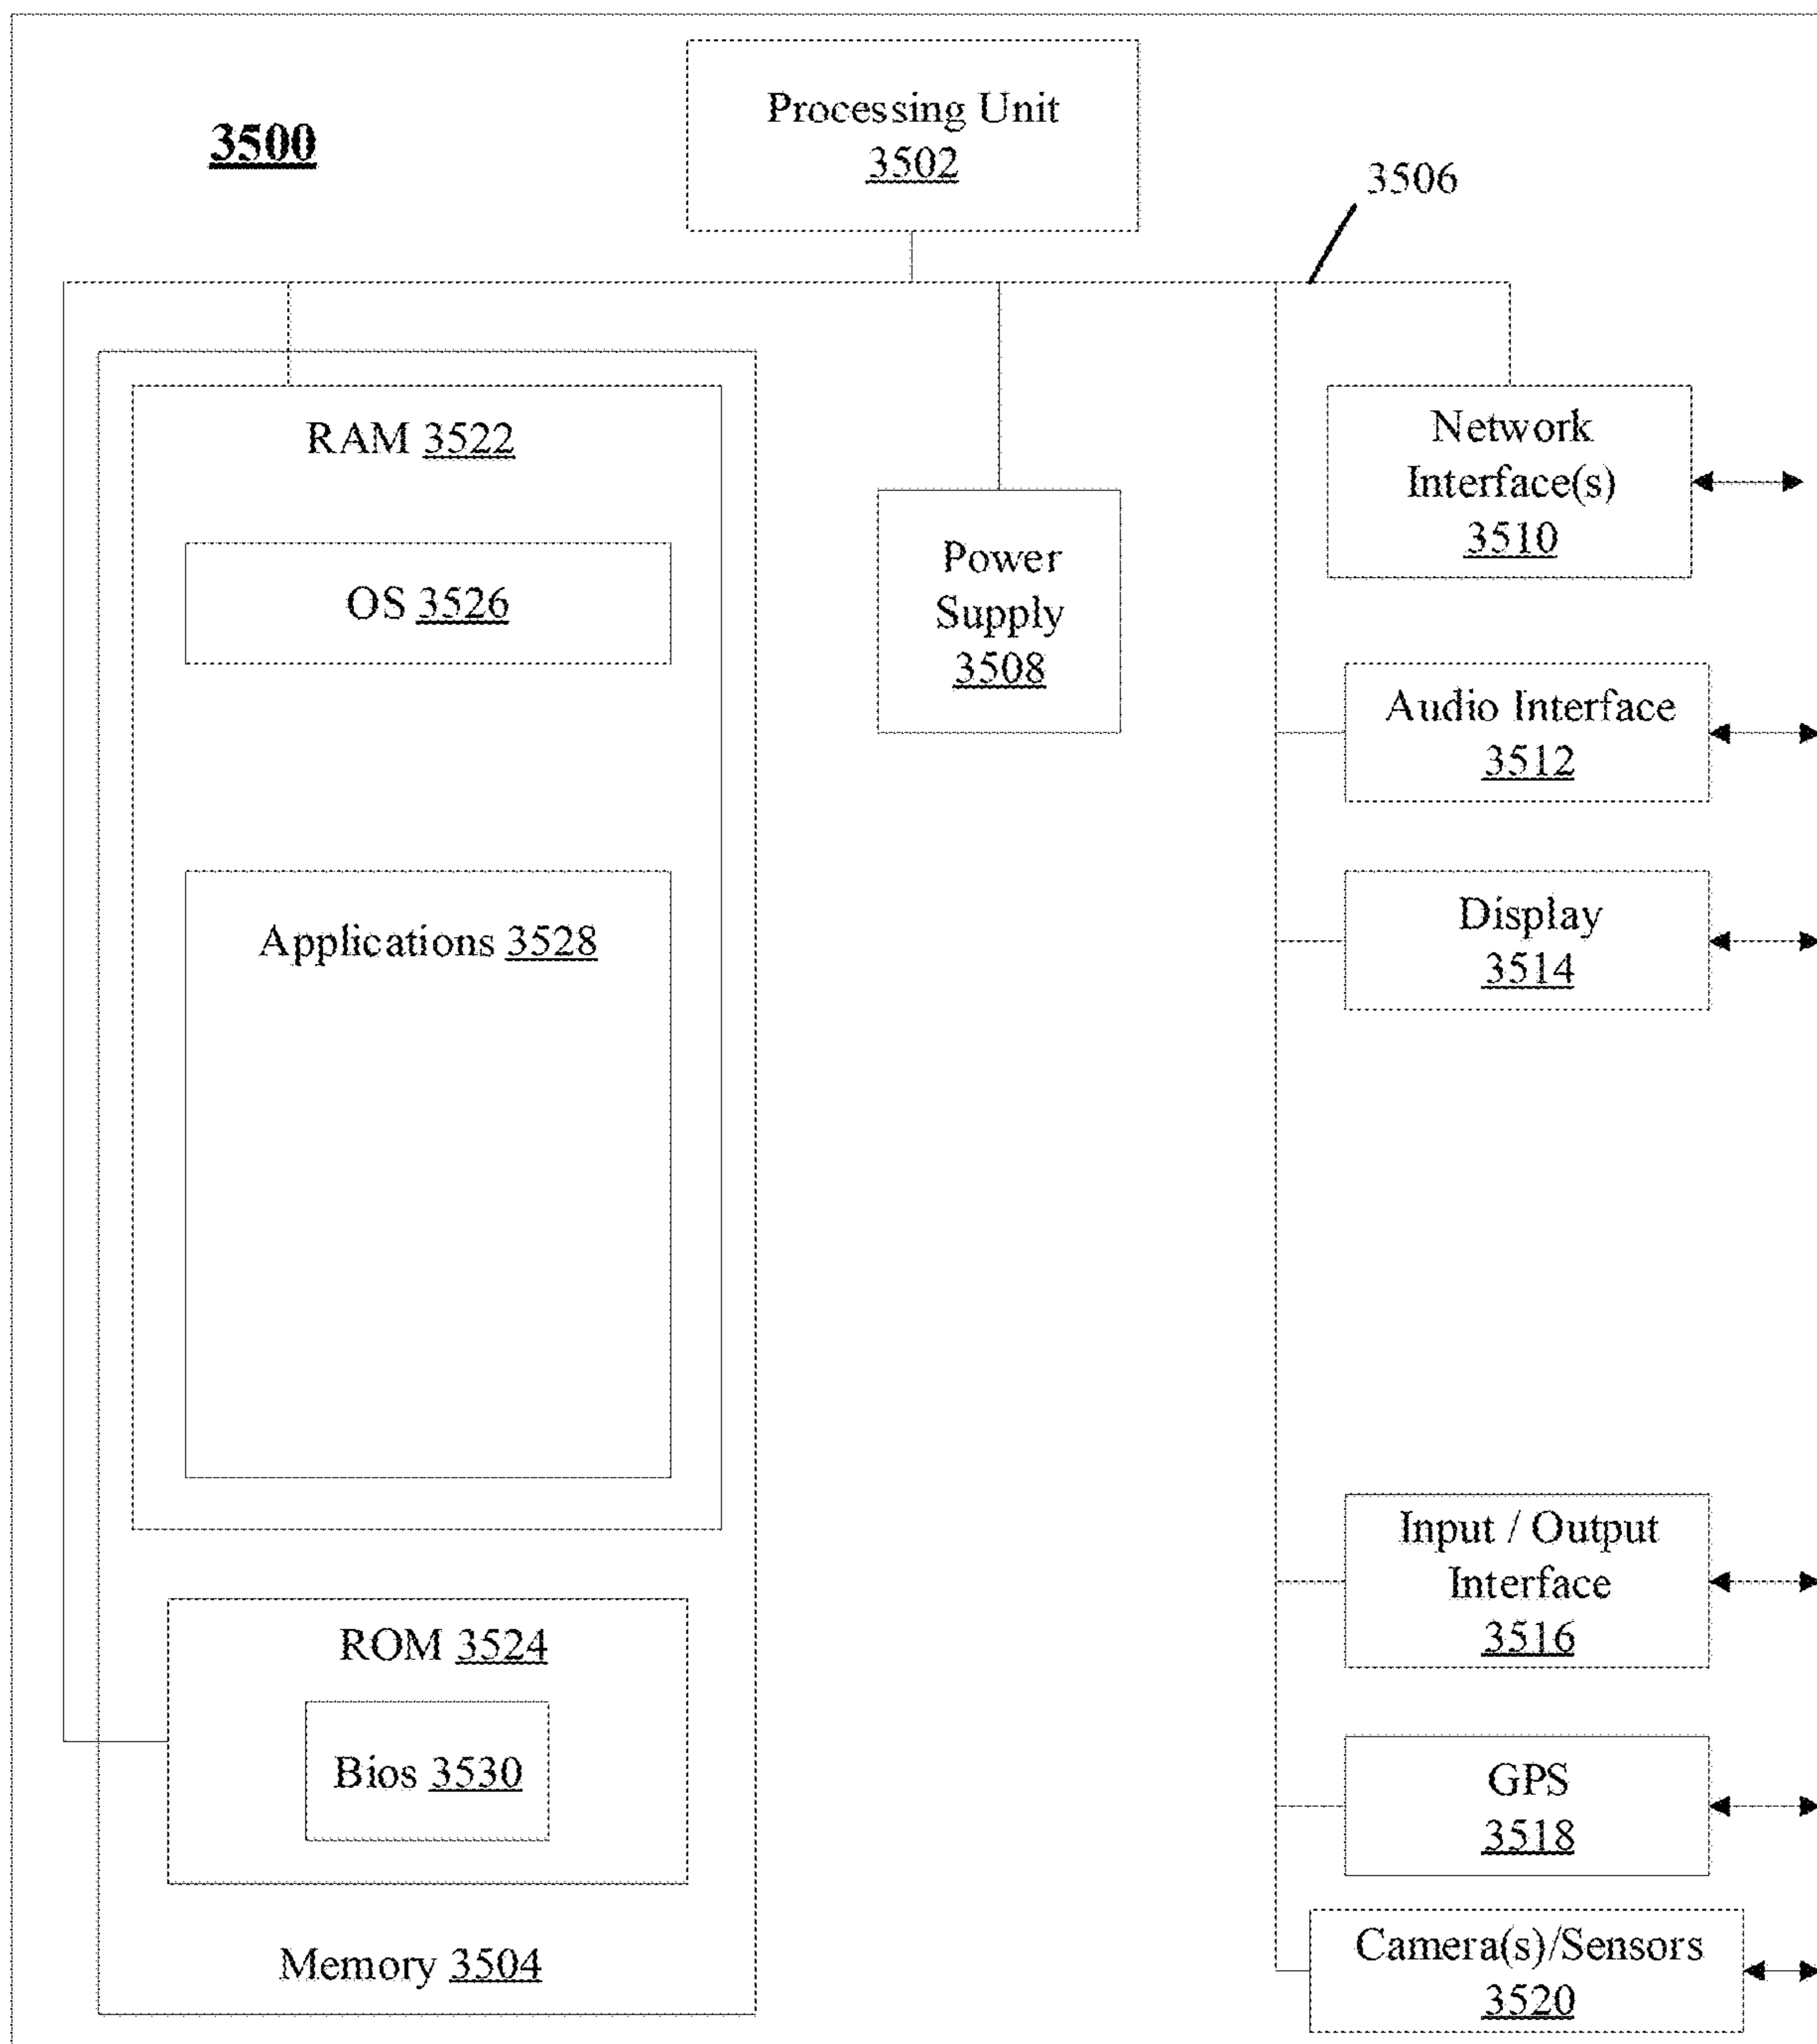 3500
Processing Unit
3502
3506
RAM 3522
OS 3526
Applications 3528
ROM 3524
Bios 3530
Memory 3504
Power
Supply
3508
Network
Interface(s)
3510
Audio Interface
3512
Display
3514
Input / Output
Interface
3516
GPS
3518
Camera(s)/Sensors
3520